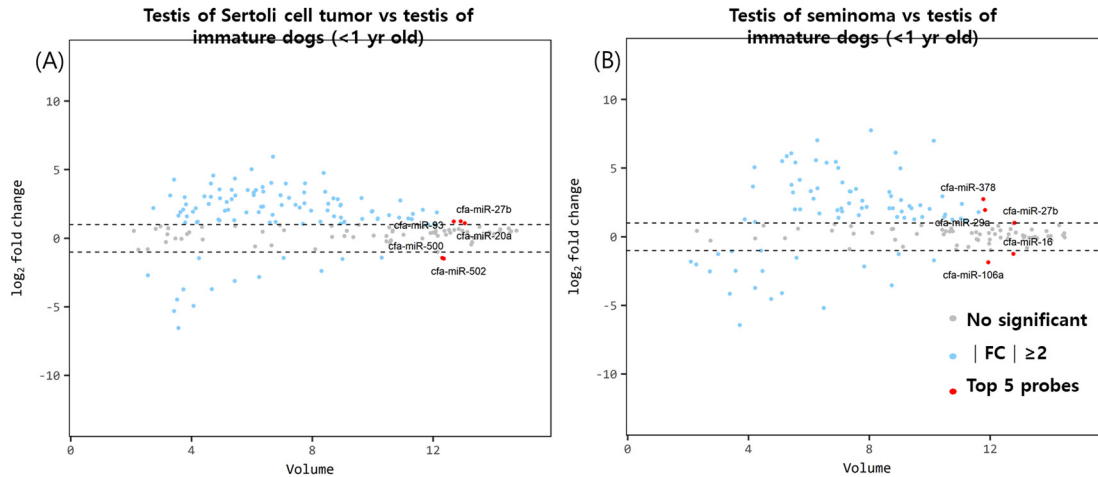 Testis of Sertoli cell tumor vs testis of
immature dogs (<1 yr old)
(A)
log₂ fold change
10
5
0
-5
-10
cfa-miR-27b
cfa-miR-93
cfa-miR-20a
cfa-miR-500
cfa-miR-502
0
4
8
12
Volume
Testis of seminoma vs testis of
immature dogs (<1 yr old)
(B)
log₂ fold change
10
5
0
-5
-10
cfa-miR-378
cfa-miR-27b
cfa-miR-29a
cfa-miR-16
cfa-miR-106a
No significant
| FC | ≥2
Top 5 probes
0
4
8
12
Volume